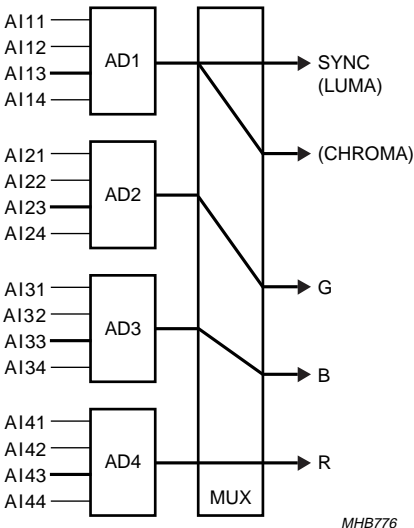 AI11
AI12
AI13
AI14
AD1
SYNC
(LUMA)
(CHROMA)
AI21
AI22
AI23
AI24
AD2
G
AI31
AI32
AI33
AI34
AD3
B
AI41
AI42
AI43
AI44
AD4
R
MUX
MHB776